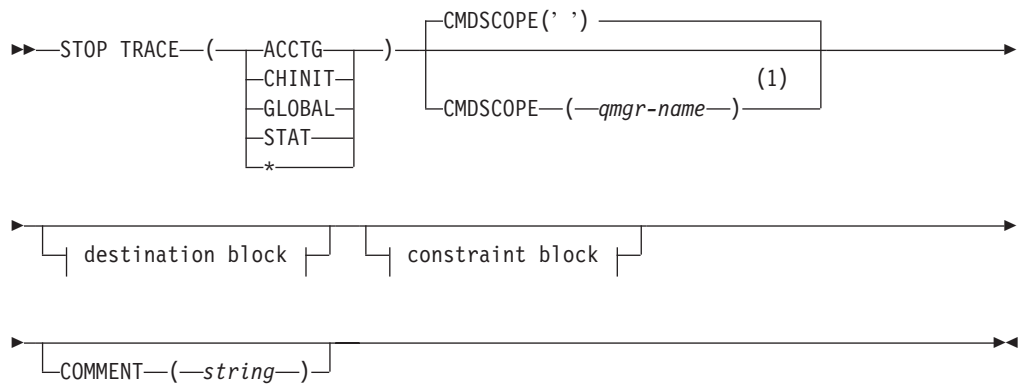 CMDSCOPE(’ ’)
STOP TRACE ( ACCTG )
CHINIT (1)
GLOBAL CMDSCOPE ( qmgr-name )
STAT
*
destination block constraint block
COMMENT ( string )